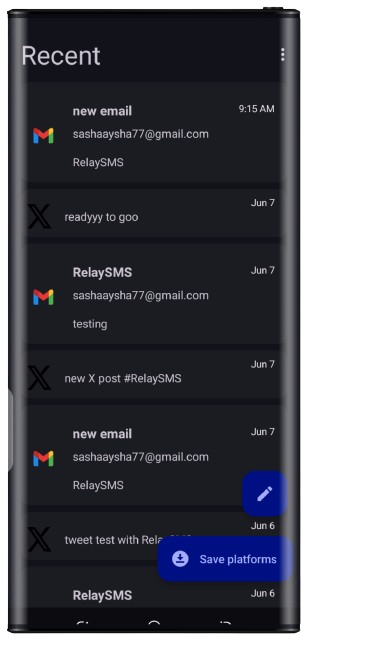 Recent
new email
9:15 AM
sashaaysha77@gmail.com
RelaySMS
Jun 7
readyyy to goo
RelaySMS
Jun 7
sashaaysha77@gmail.com
testing
Jun 7
new X post #RelaySMS
new email
Jun 7
sashaaysha77@gmail.com
RelaySMS
Jun 6
tweet test with
Save platforms
RelaySMS
Jun 6